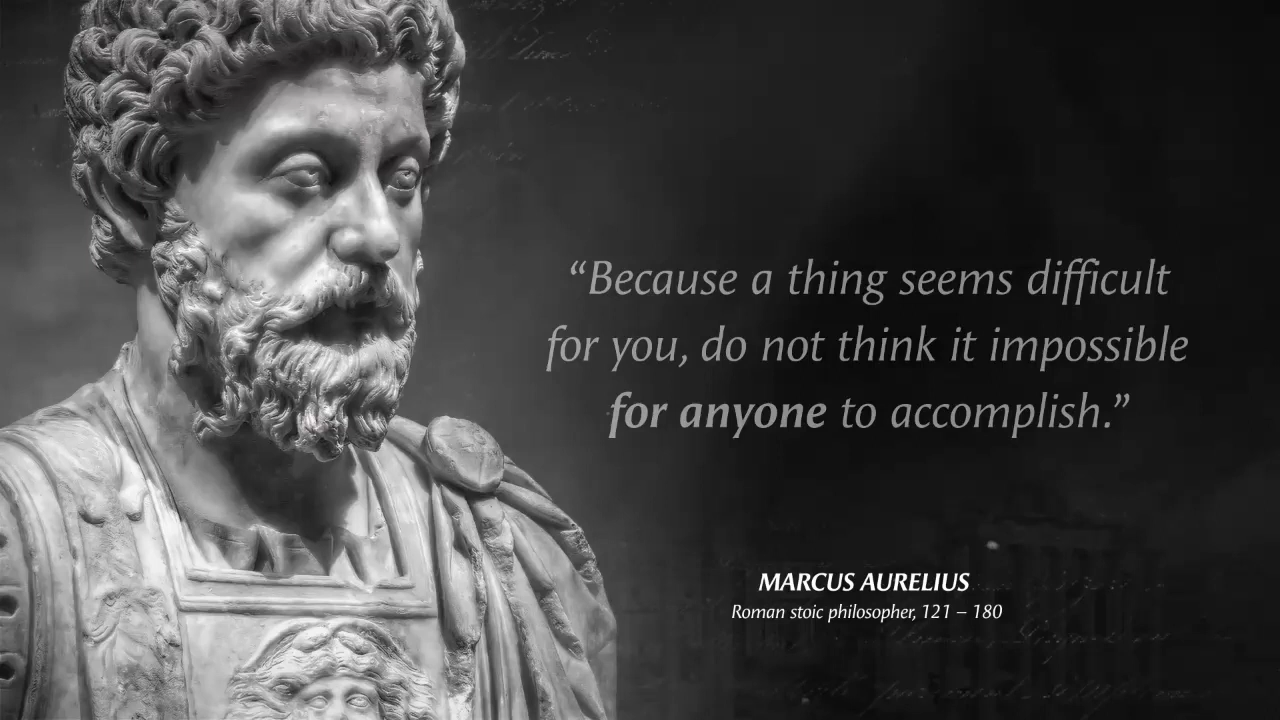 “Because a thing seems difficult
for you, do not think it impossible
for anyone to accomplish.”
MARCUS AURELIUS
Roman stoic philosopher, 121 – 180